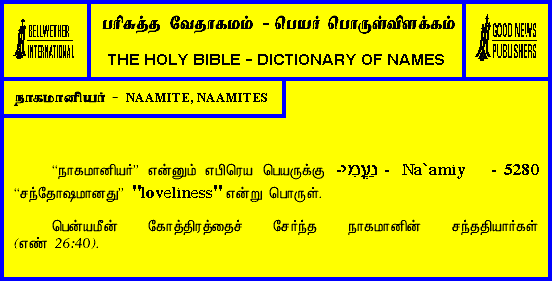 BELLWETHER
INTERNATIONAL
பரிசுத்த வேதாகமம் - பெயர் பொருள்விளக்கம்
THE HOLY BIBLE - DICTIONARY OF NAMES
GOOD NEWS
PUBLISHERS
நாகமானியர் - NAAMITE, NAAMITES
“நாகமானியர்” என்னும் எபிரெய பெயருக்கு -נַעֲמִי - Na`amiy - 5280
“சந்தோஷமானது” "loveliness" என்று பொருள்.
பென்யமீன் கோத்திரத்தைச் சேர்ந்த நாகமானின் சந்ததியார்கள்
(எண் 26:40).